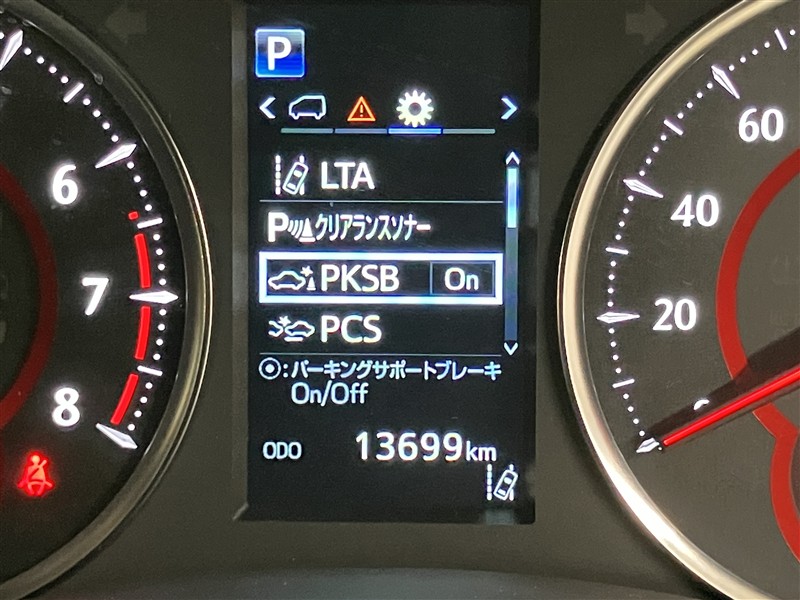 P
LTA
Pクリアランスソナー
PKSB On
PCS
:パーキングサポートブレーキ
On/Off
ODO 13699km
6
7
8
60
40
20